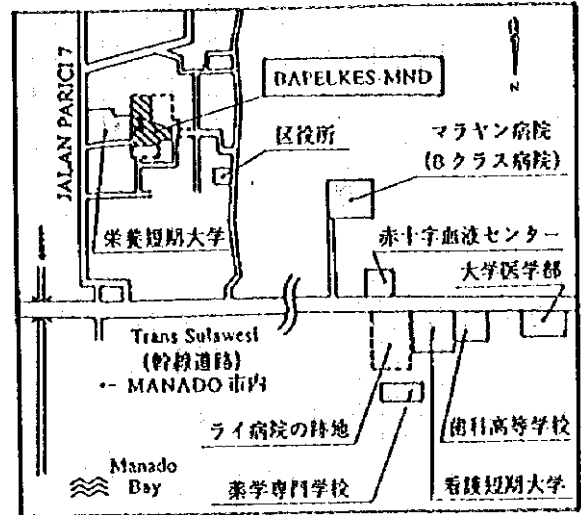 JALAN PARICI 7
BAPELKES-MND
N
区役所
マラヤン病院
(Bクラス病院)
栄養短期大学
赤十字血液センター
大学医学部
Trans Sulawest
(幹線道路)
← MANADO 市内
ライ病院の跡地
歯科高等学校
Manado
Bay
薬学専門学校
看護短期大学